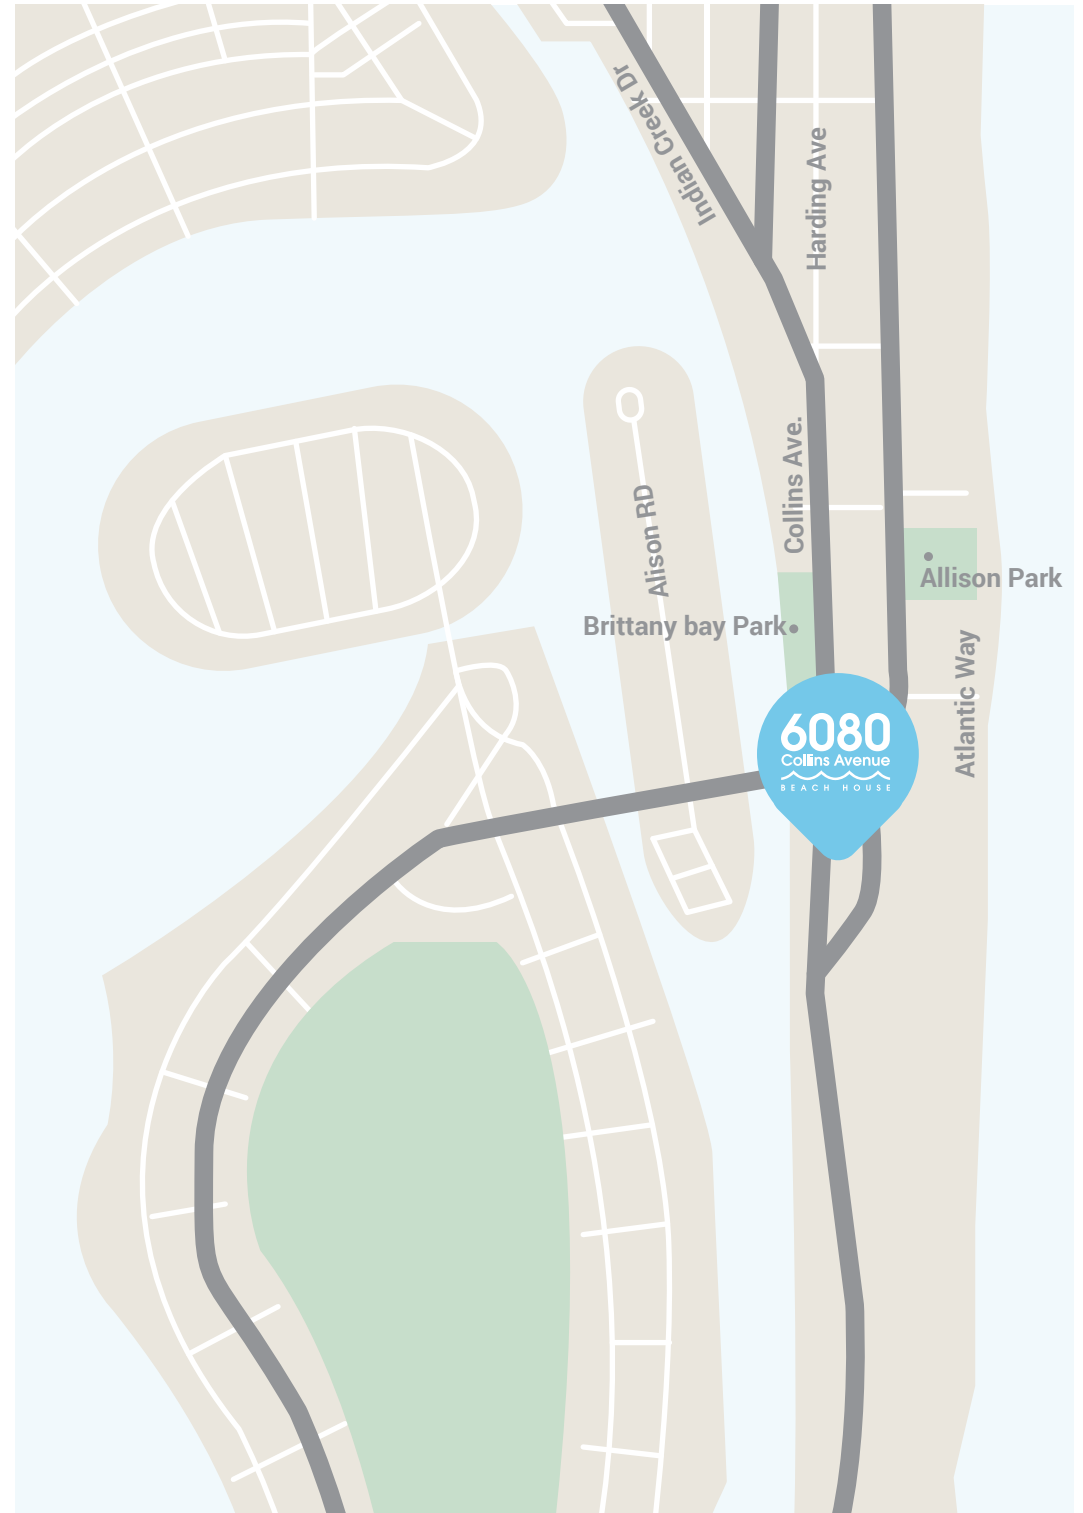 Indian Creek Dr
Harding Ave
Collins Ave.
Alison RD
Allison Park
Brittany bay Park
Atlantic Way
6080
Collins Avenue
BEACH HOUSE